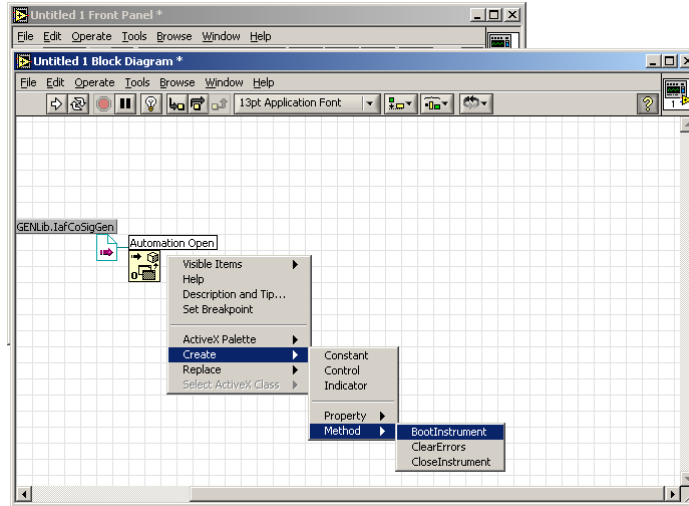 Untitled 1 Front Panel *
File Edit Operate Tools Browse Window Help
Untitled 1 Block Diagram *
File Edit Operate Tools Browse Window Help
13pt Application Font
?
1
GENLib.IafCoSigGen
Automation Open
Visible Items
Help
Description and Tip...
Set Breakpoint
ActiveX Palette
Create
Replace
Select ActiveX Class
Constant
Control
Indicator
Property
Method
BootInstrument
ClearErrors
CloseInstrument